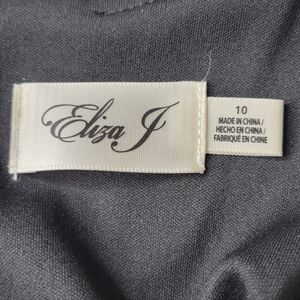 Eliza J
10
MADE IN CHINA /
HECHO EN CHINA /
FABRIQUÉ EN CHINE